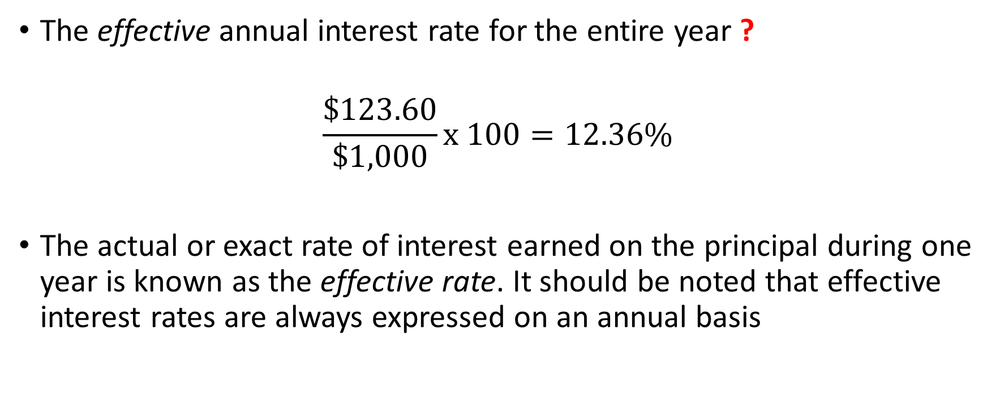 • The effective annual interest rate for the entire year ?
$123.60
$1,000
x 100 = 12.36%
• The actual or exact rate of interest earned on the principal during one
year is known as the effective rate. It should be noted that effective
interest rates are always expressed on an annual basis